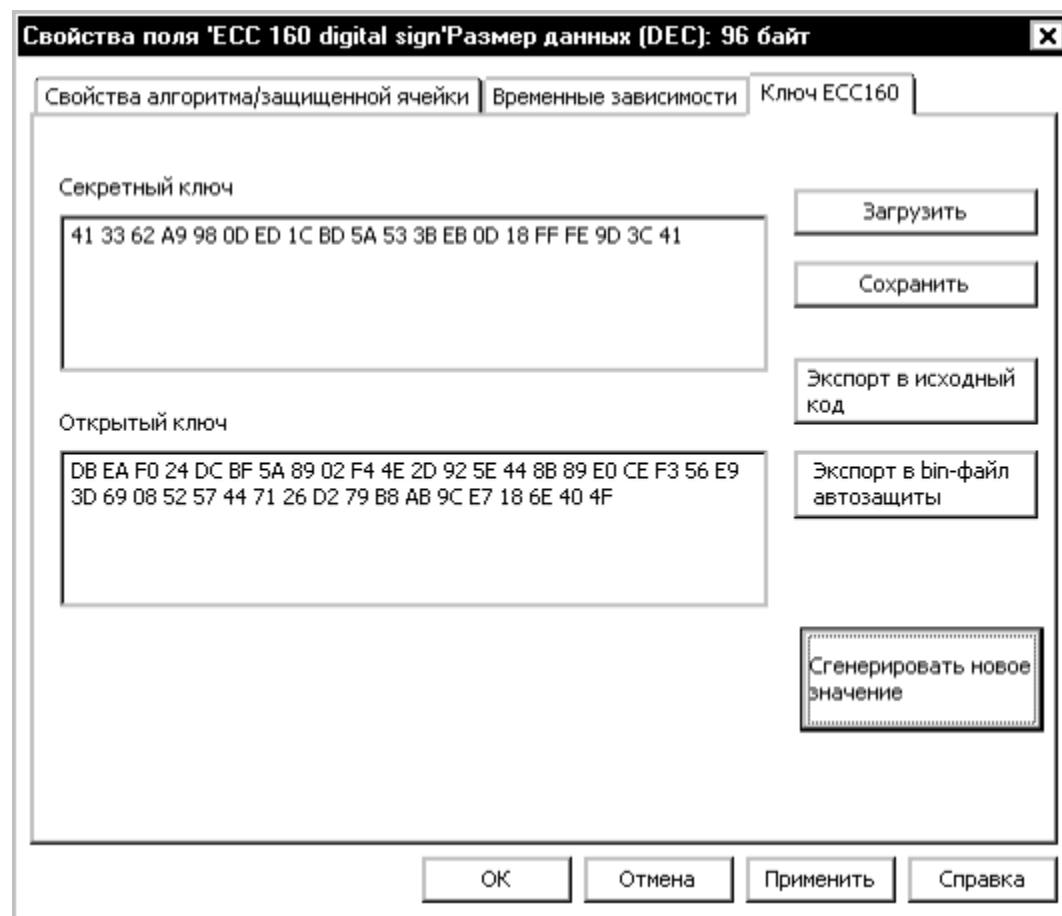 Свойства поля 'ECC 160 digital sign'Размер данных (DEC): 96 байт
Свойства алгоритма/защищенной ячейки
Временные зависимости
Ключ ECC160
Секретный ключ
41 33 62 A9 98 0D ED 1C BD 5A 53 3B EB 0D 18 FF FE 9D 3C 41
Загрузить
Сохранить
Экспорт в исходный
код
Открытый ключ
DB EA F0 24 DC BF 5A 89 02 F4 4E 2D 92 5E 44 8B 89 E0 CE F3 56 E9
3D 69 08 52 57 44 71 26 D2 79 B8 AB 9C E7 18 6E 40 4F
Экспорт в bin-файл
автозащиты
Сгенерировать новое
значение
ОК
Отмена
Применить
Справка